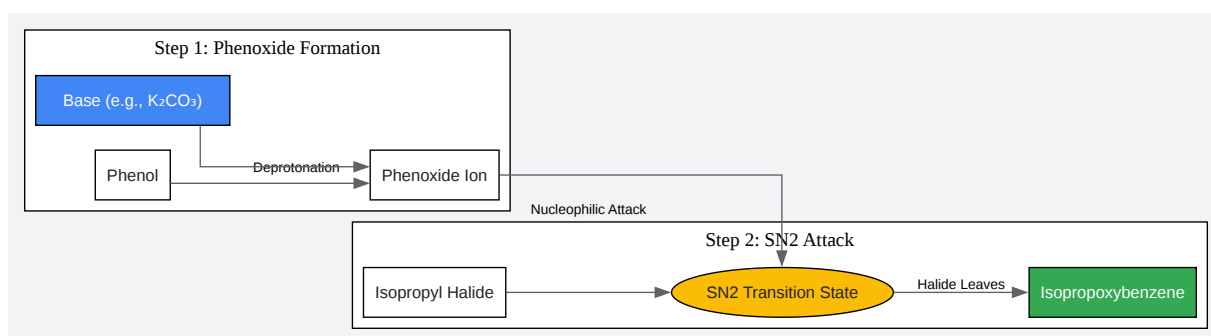 Step 1: Phenoxide Formation
Base (e.g., K₂CO₃)
Deprotonation
Phenol
Phenoxide Ion
Nucleophilic Attack
Step 2: SN2 Attack
Isopropyl Halide
SN2 Transition State
Halide Leaves
Isopropoxybenzene